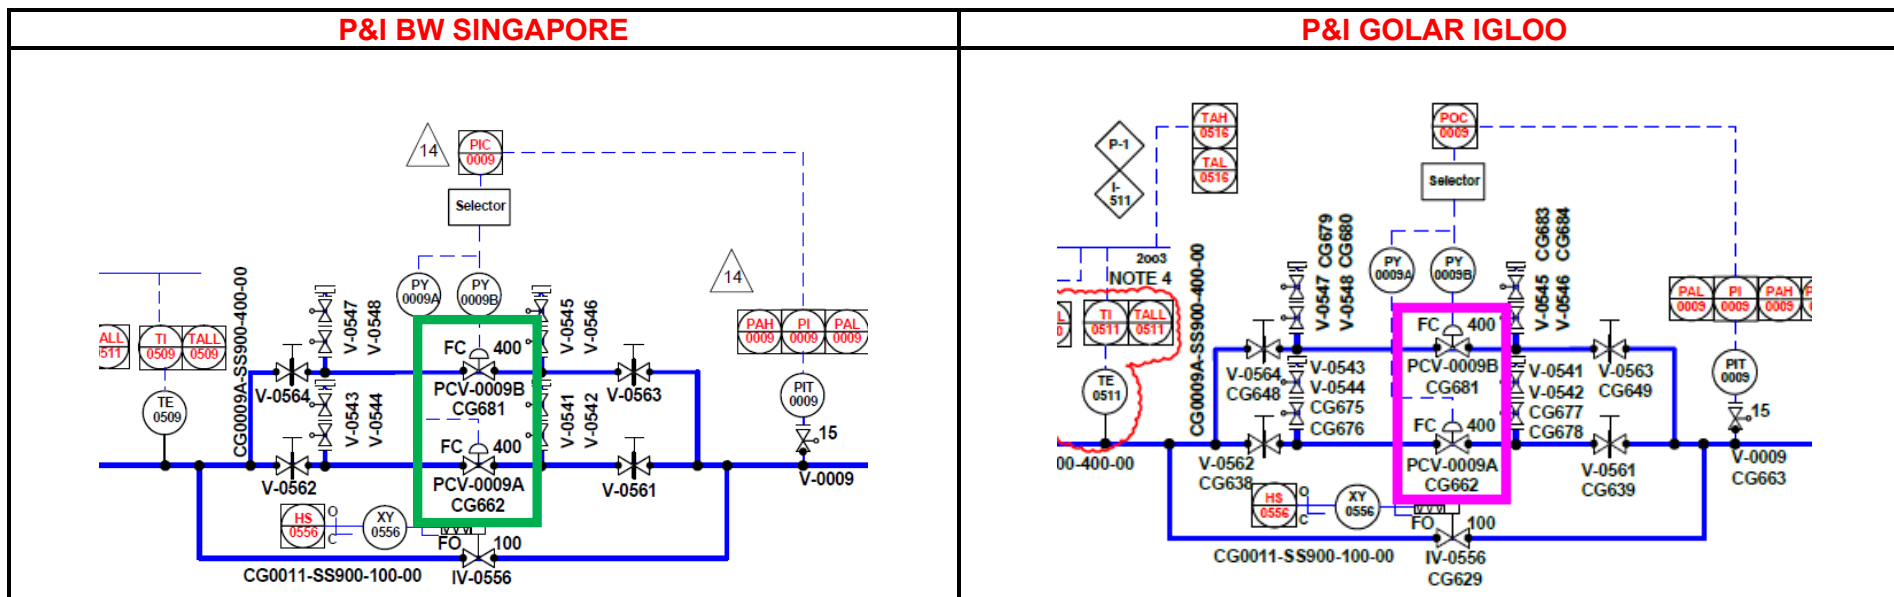 P&I BW SINGAPORE
14
PIC
0009
Selector
14
PY
0009A
PY
0009B
CG0009A-SS900-400-00
V-0547
V-0548
V-0545
V-0546
PAH
0009
PI
0009
PAL
0009
ALL
511
TI
0509
TALL
0509
FC 400
V-0564
PCV-0009B
CG681
V-0563
TE
0509
V-0543
V-0544
V-0541
V-0542
PIT
0009
15
FC 400
V-0562
PCV-0009A
CG662
V-0561
V-0009
HS
0556
O
C
XY
0556
FO 100
CG0011-SS900-100-00
IV-0556
P&I GOLAR IGLOO
TAH
0516
TAL
0516
P-1
I-
511
POC
0009
Selector
2oo3
NOTE 4
PY
0009A
PY
0009B
CG0009A-SS900-400-00
V-0547 CG679
V-0548 CG680
V-0545 CG683
V-0546 CG684
PAL
0009
PI
0009
PAH
0009
L
0
TI
0511
TALL
0511
FC 400
V-0564
CG648
V-0543
V-0544
CG675
CG676
PCV-0009B
CG681
V-0541
V-0542
CG677
CG678
V-0563
CG649
TE
0511
PIT
0009
15
FC 400
00-400-00
V-0562
CG638
PCV-0009A
CG662
V-0561
CG639
V-0009
CG663
HS
0556
O
C
XY
0556
FO 100
CG0011-SS900-100-00
IV-0556
CG629